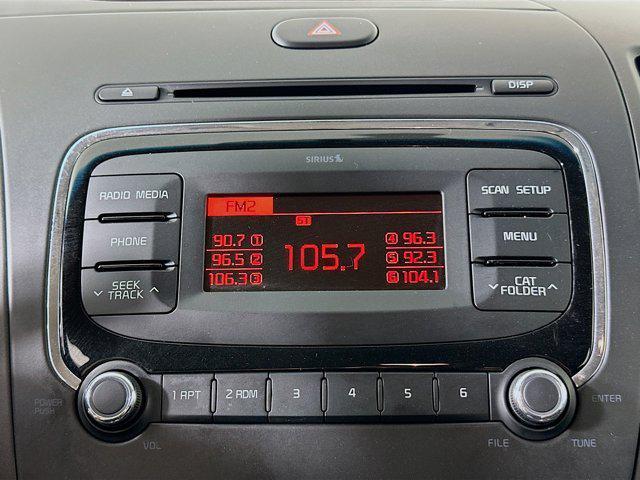 DISP
SIRIUS
RADIO MEDIA
PHONE
SEEK
TRACK
FM2
ST
90.7 1
96.5 2
106.3 3
105.7
4 96.3
5 92.3
6 104.1
SCAN SETUP
MENU
CAT
FOLDER
1 APT
2 RDM
3
4
5
6
POWER
PUSH
VOL
ENTER
FILE
TUNE